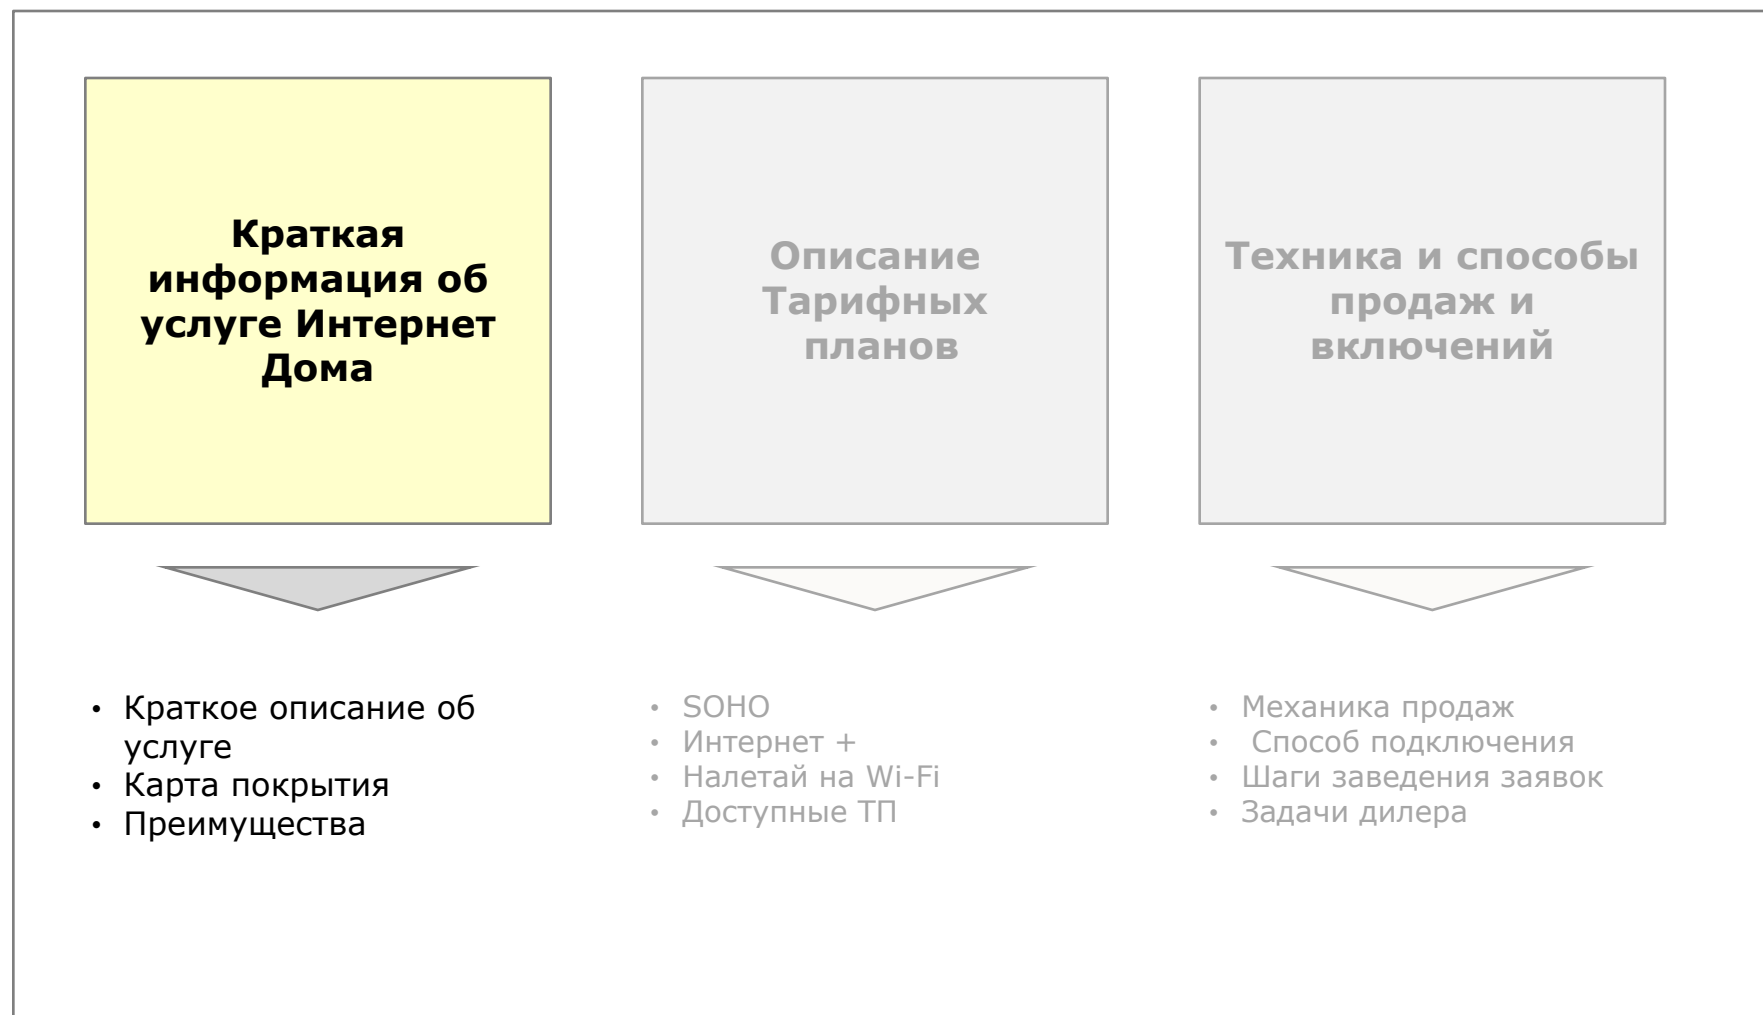 Краткая
информация об
услуге Интернет
Дома
• Краткое описание об
услуге
• Карта покрытия
• Преимущества
Описание
Тарифных
планов
• SOHO
• Интернет +
• Налетай на Wi-Fi
• Доступные ТП
Техника и способы
продаж и
включений
• Механика продаж
• Способ подключения
• Шаги заведения заявок
• Задачи дилера